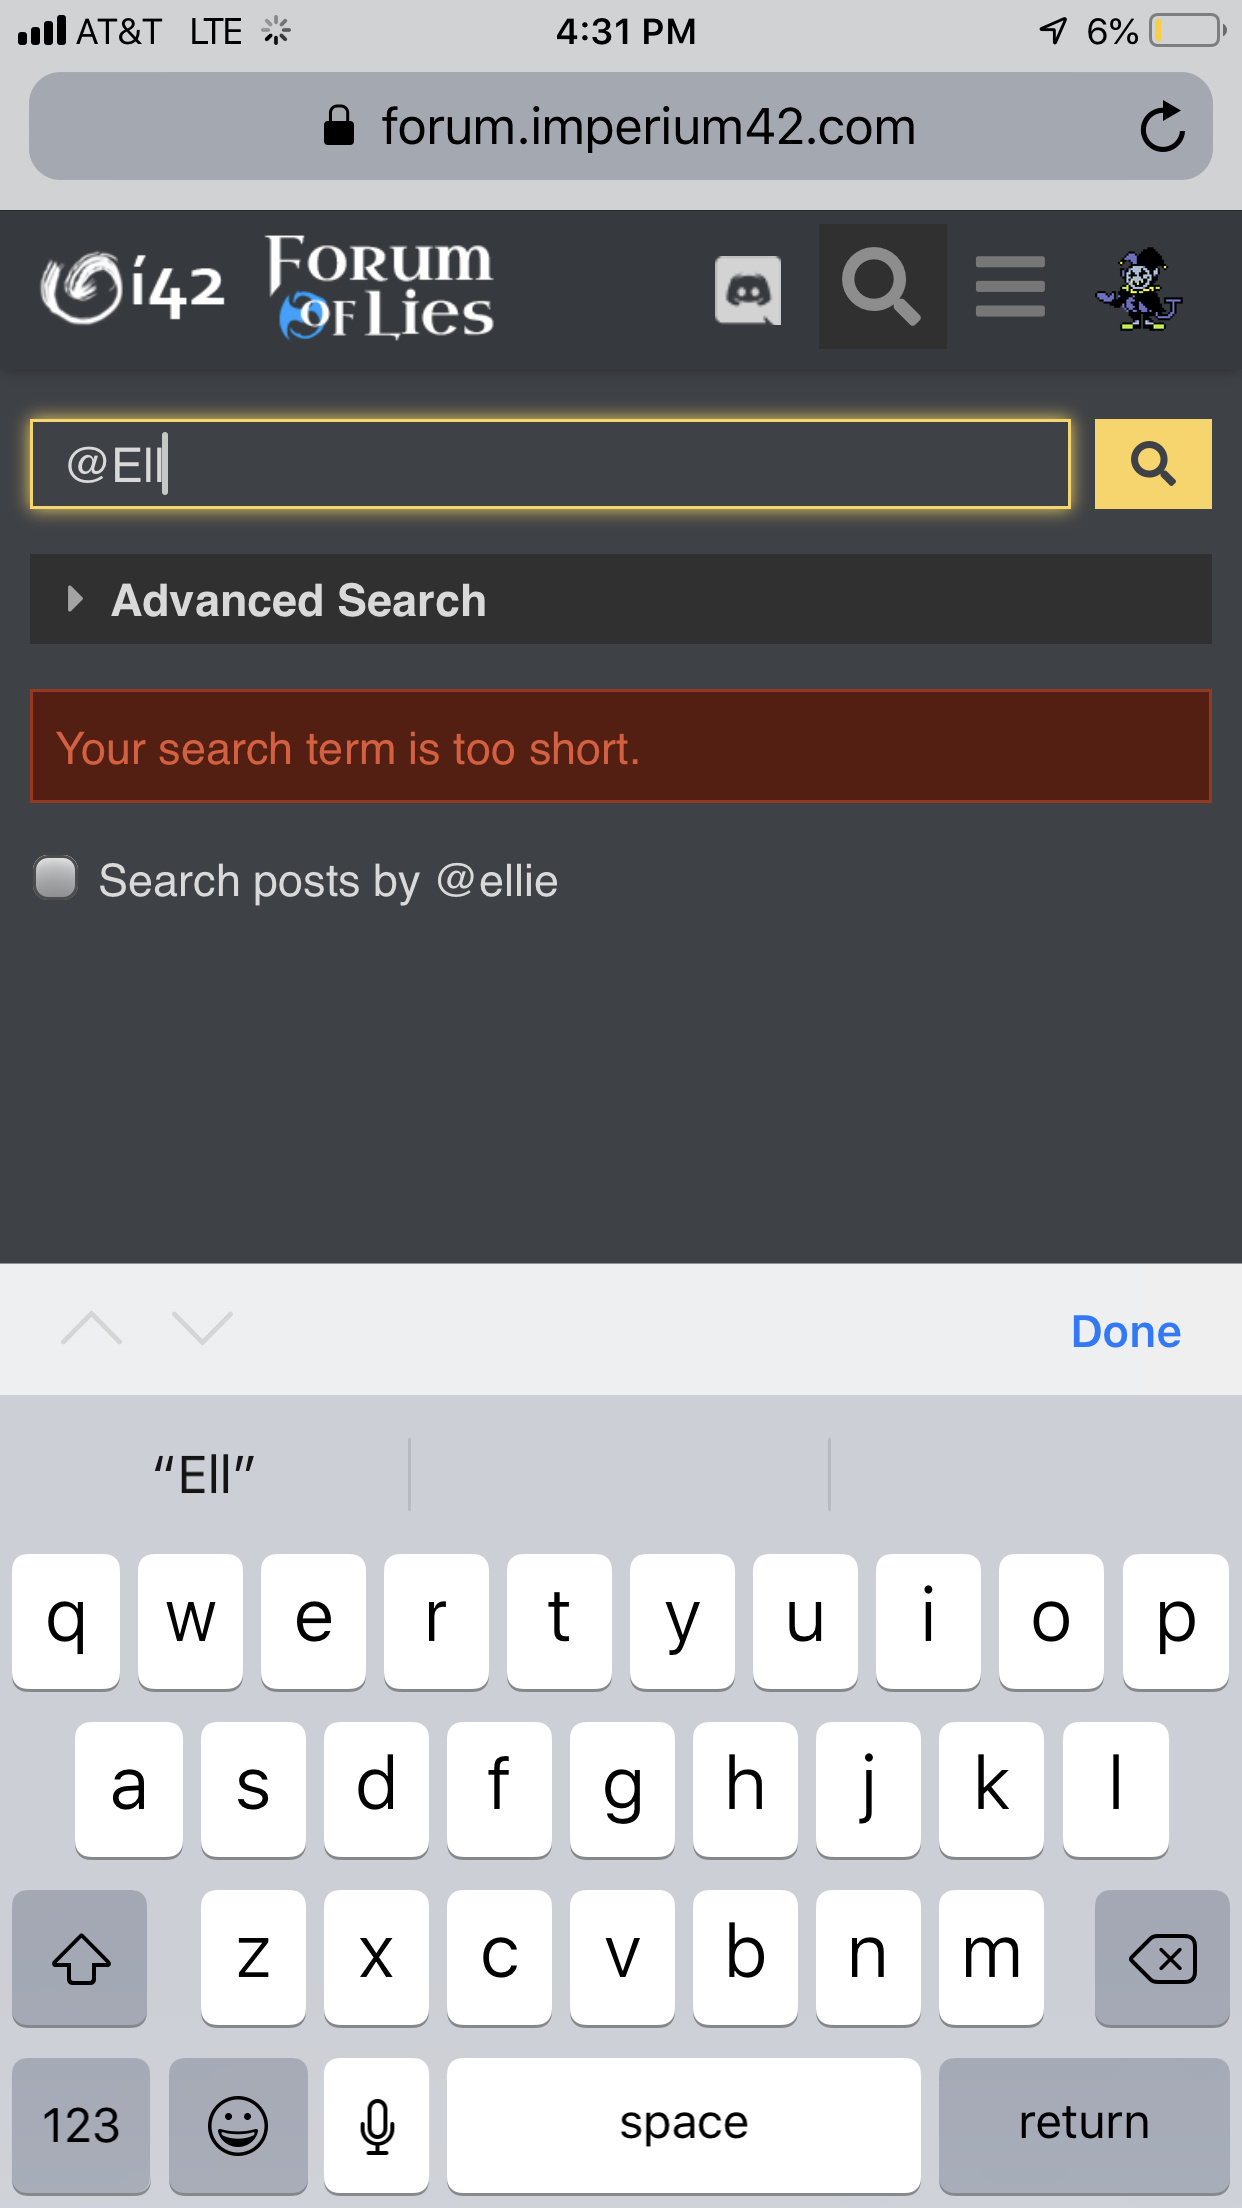 AT&T LTE 4:31 PM 6%
forum.imperium42.com
i42 Forum of Lies
@Ell
Advanced Search
Your search term is too short.
Search posts by @ellie
Done
“Ell”
q w e r t y u i o p
a s d f g h j k l
z x c v b n m
123 space return